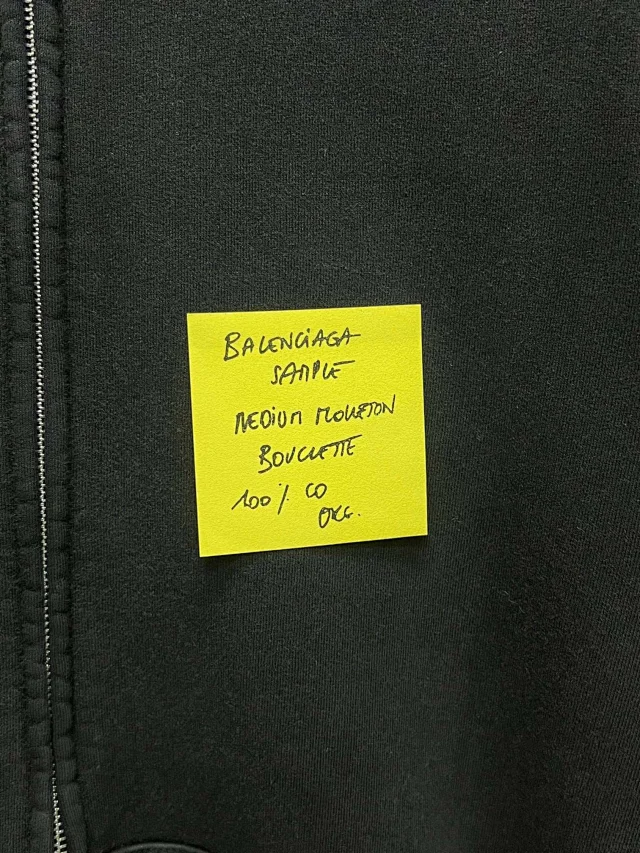 BALENCIAGA
SAMPLE
MEDIUM MOLLETON
BOUCLETTE
100% CO
ORG.